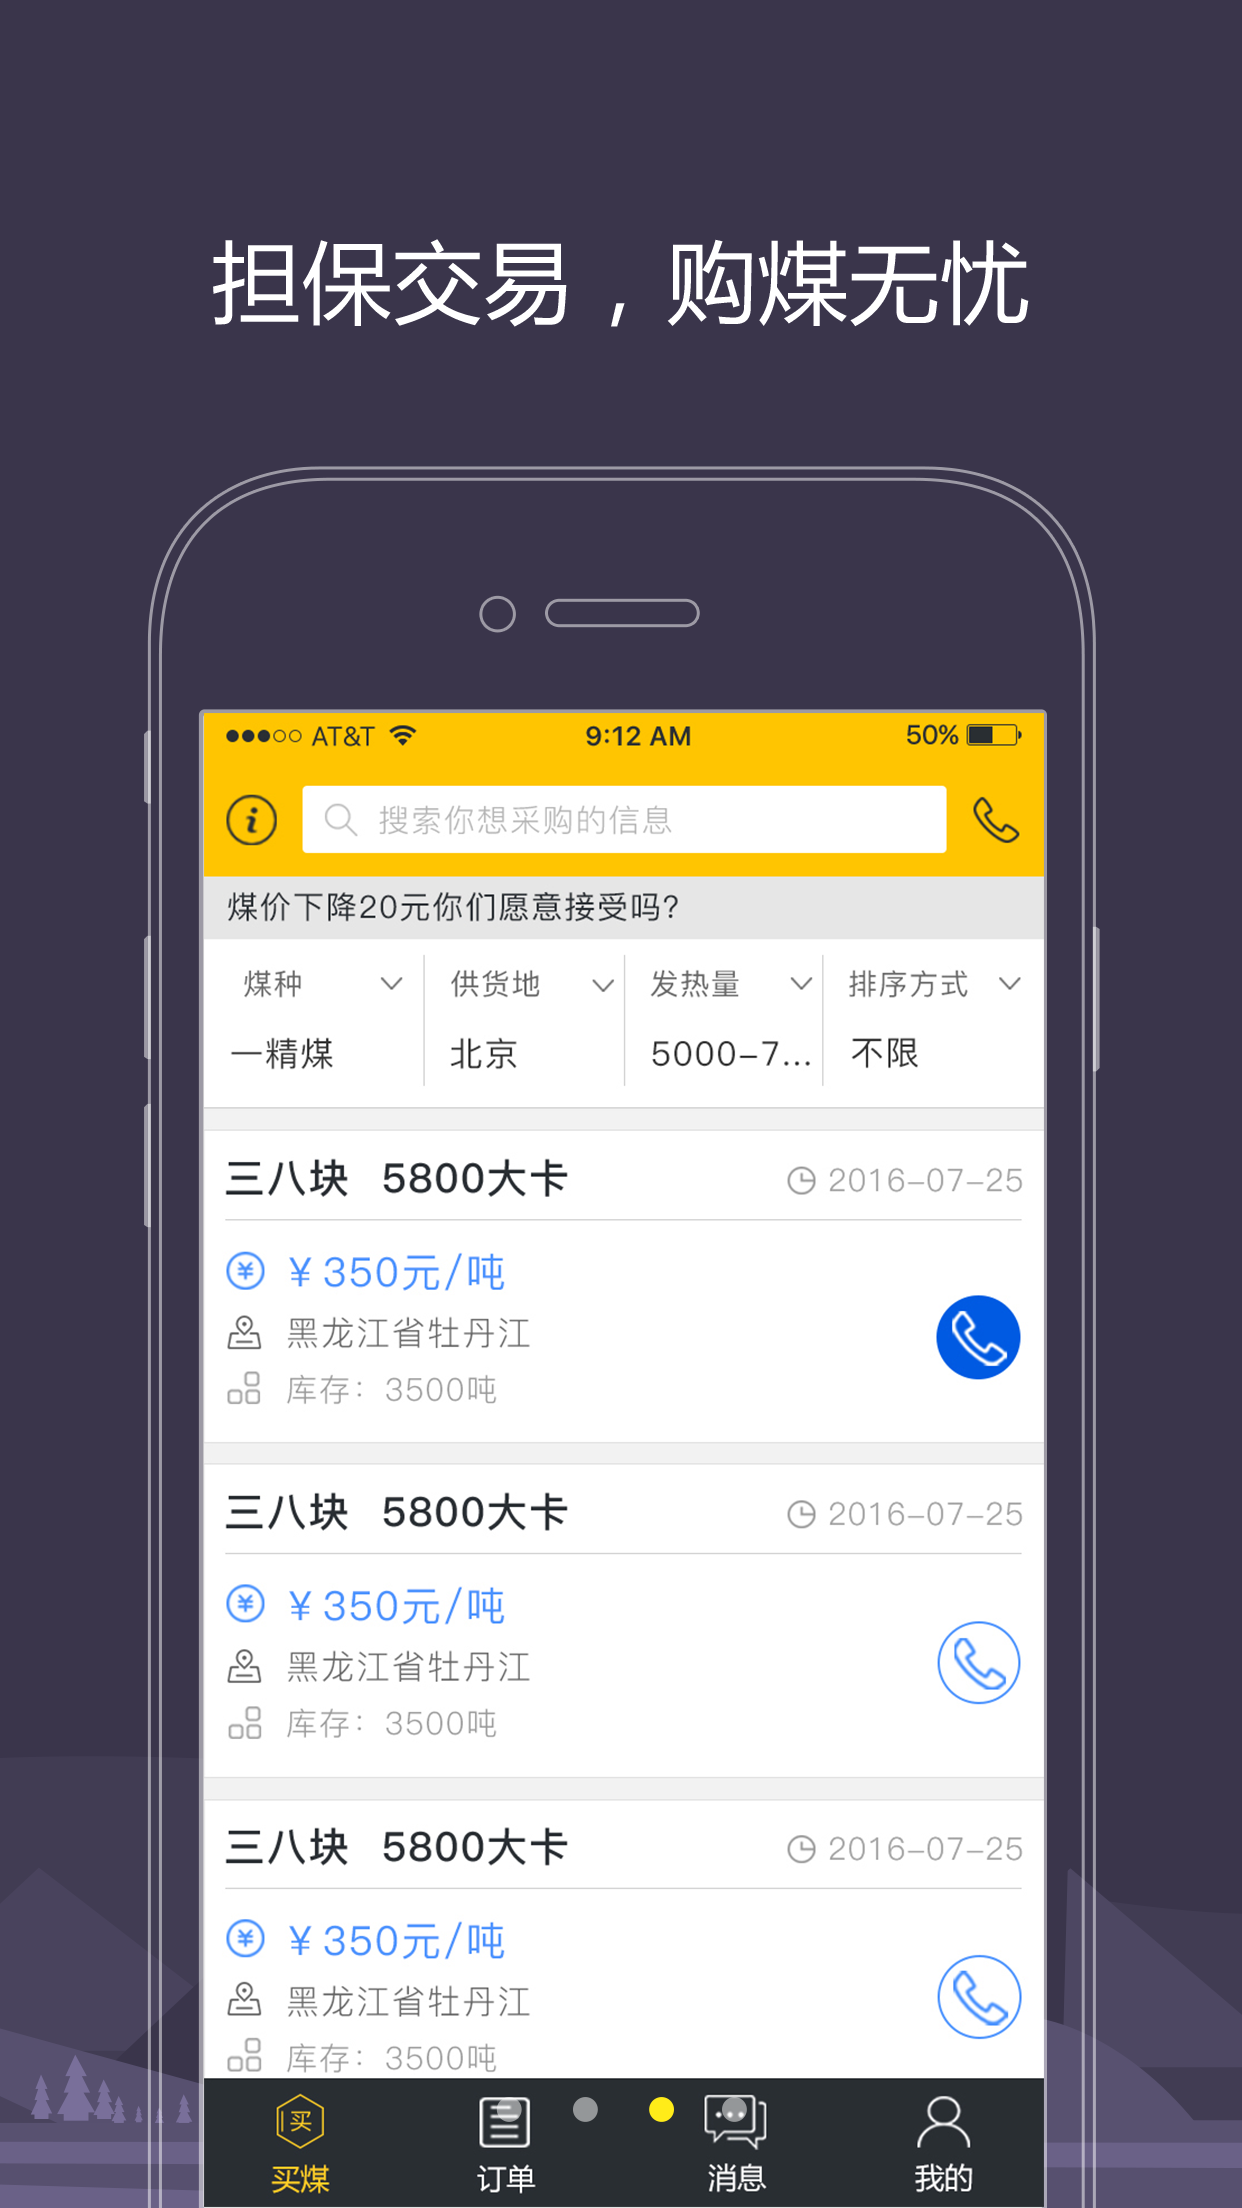 担保交易，购煤无忧
AT&T 9:12 AM 50%
搜索你想采购的信息
煤价下降20元你们愿意接受吗?
煤种 供货地 发热量 排序方式
一精煤 北京 5000-7... 不限
三八块 5800大卡 2016-07-25
¥350元/吨
黑龙江省牡丹江
库存: 3500吨
三八块 5800大卡 2016-07-25
¥350元/吨
黑龙江省牡丹江
库存: 3500吨
三八块 5800大卡 2016-07-25
¥350元/吨
黑龙江省牡丹江
库存: 3500吨
买
买煤 订单 消息 我的